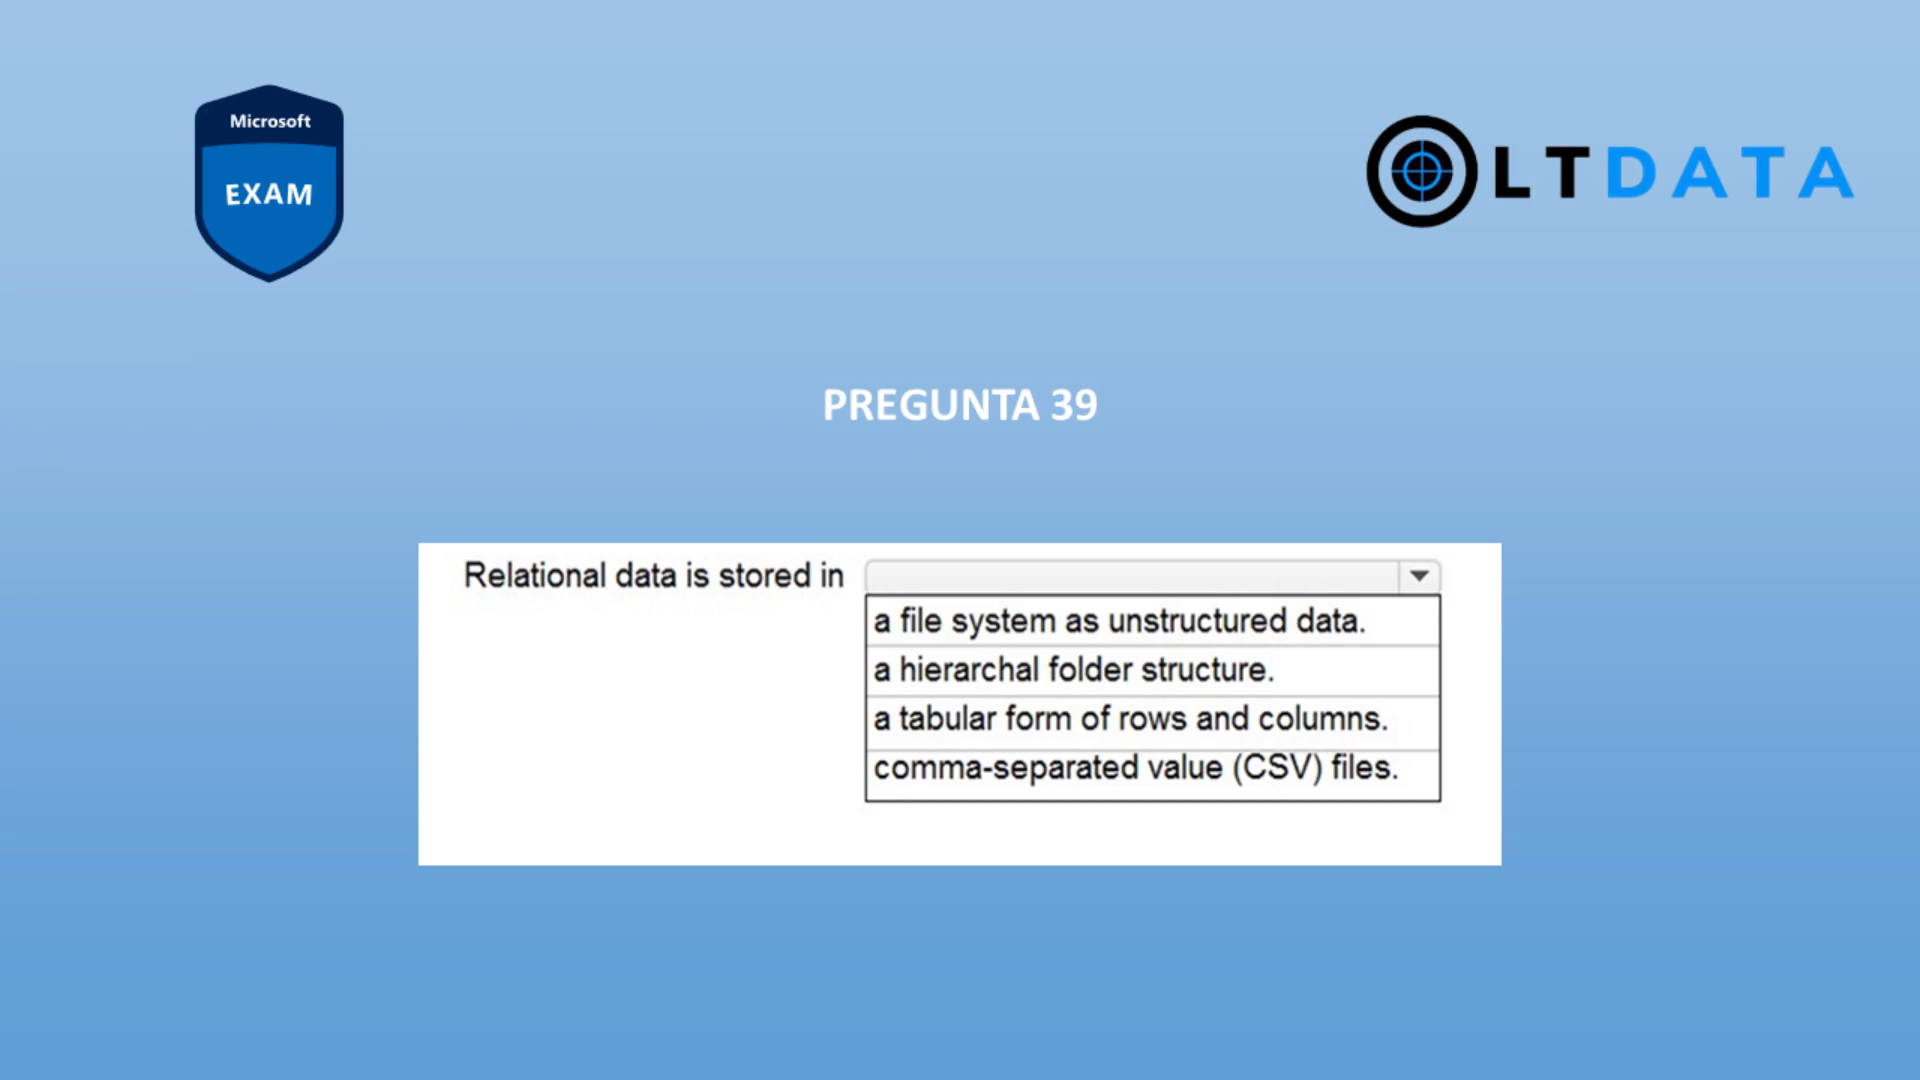 Microsoft
EXAM
LTDATA
PREGUNTA 39
Relational data is stored in
a file system as unstructured data.
a hierarchal folder structure.
a tabular form of rows and columns.
comma-separated value (CSV) files.